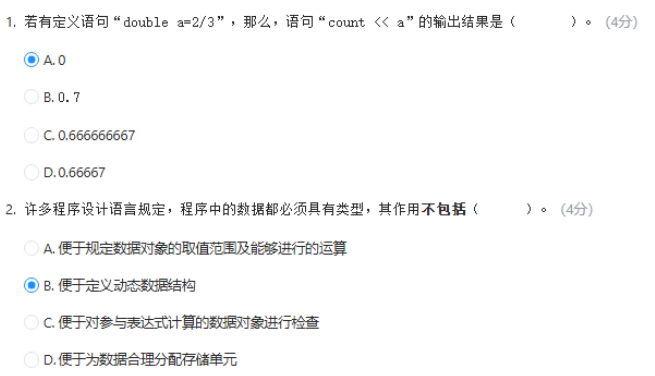 1. 若有定义语句“double a=2/3”，那么，语句“count << a”的输出结果是（　　）。 (4分)
A. 0
B. 0.7
C. 0.666666667
D. 0.66667
2. 许多程序设计语言规定，程序中的数据都必须具有类型，其作用不包括（　　）。 (4分)
A. 便于规定数据对象的取值范围及能够进行的运算
B. 便于定义动态数据结构
C. 便于对参与表达式计算的数据对象进行检查
D. 便于为数据合理分配存储单元